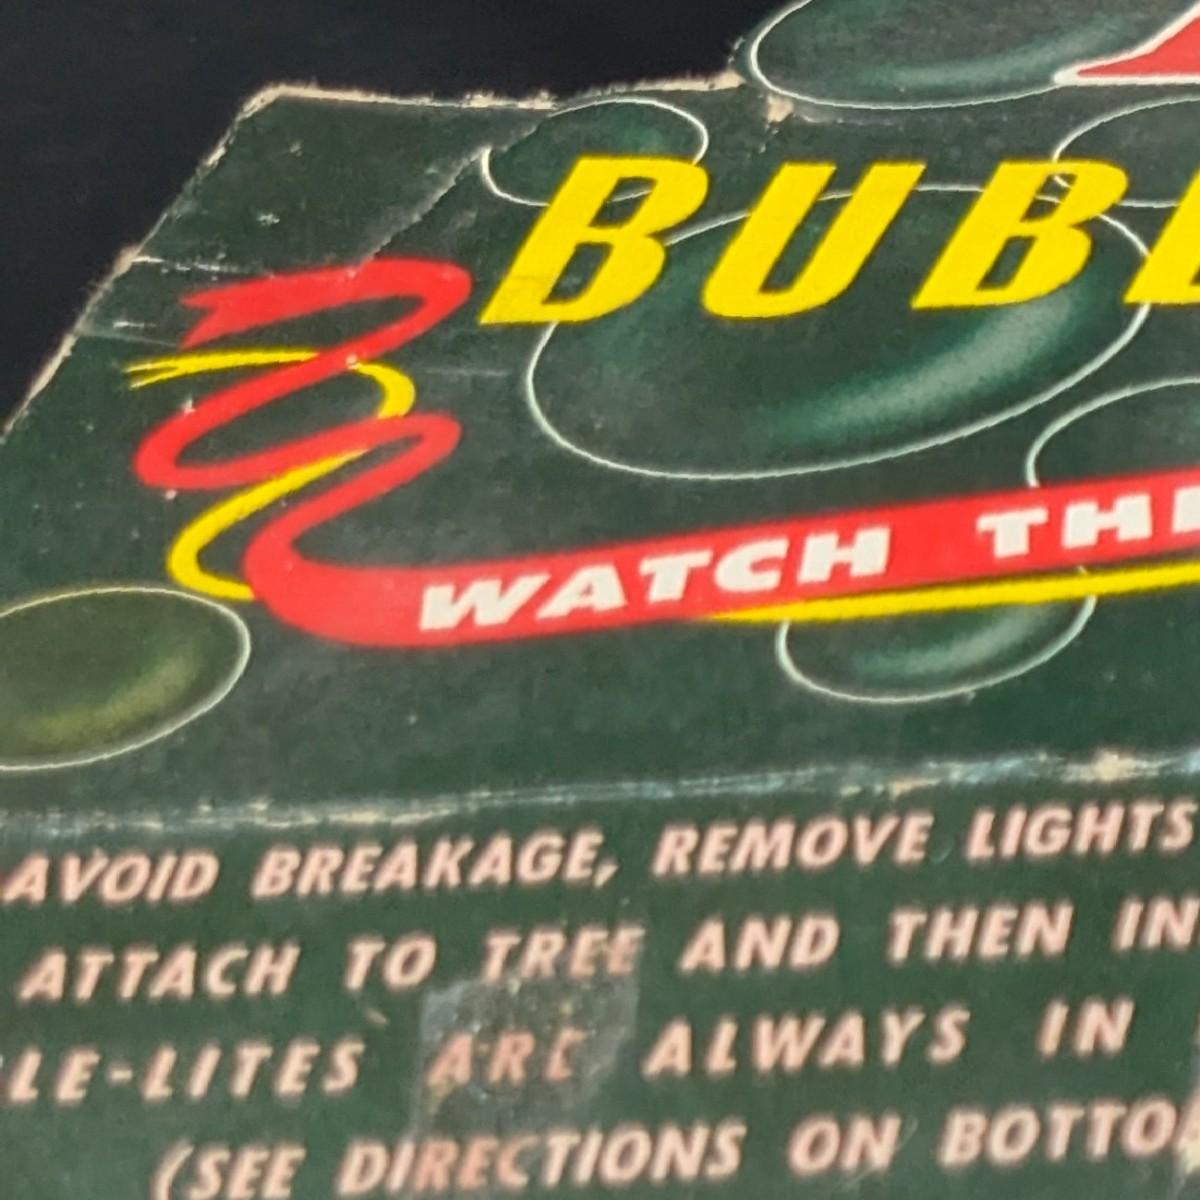 BUB
WATCH TH
AVOID BREAKAGE, REMOVE LIGHTS
ATTACH TO TREE AND THEN IN
LE-LITES ARE ALWAYS IN
(SEE DIRECTIONS ON BOTTO